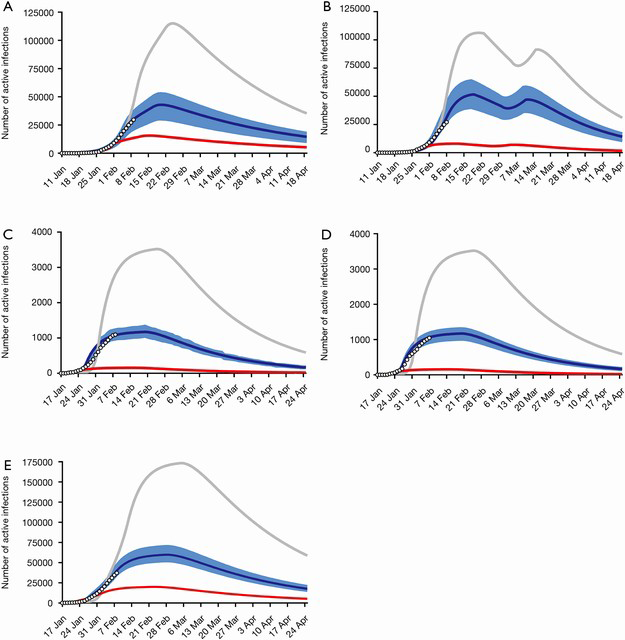 A
Number of active infections
125000
100000
75000
50000
25000
0
11 Jan
18 Jan
25 Jan
1 Feb
8 Feb
15 Feb
22 Feb
29 Feb
7 Mar
14 Mar
21 Mar
28 Mar
4 Apr
11 Apr
18 Apr
B
Number of active infections
125000
100000
75000
50000
25000
0
11 Jan
18 Jan
25 Jan
1 Feb
8 Feb
15 Feb
22 Feb
29 Feb
7 Mar
14 Mar
21 Mar
28 Mar
4 Apr
11 Apr
18 Apr
C
Number of active infections
4000
3000
2000
1000
0
17 Jan
24 Jan
31 Jan
7 Feb
14 Feb
21 Feb
28 Feb
6 Mar
13 Mar
20 Mar
27 Mar
3 Apr
10 Apr
17 Apr
24 Apr
D
Number of active infections
4000
3000
2000
1000
0
17 Jan
24 Jan
31 Jan
7 Feb
14 Feb
21 Feb
28 Feb
6 Mar
13 Mar
20 Mar
27 Mar
3 Apr
10 Apr
17 Apr
24 Apr
E
Number of active infections
175000
150000
125000
100000
75000
50000
25000
0
17 Jan
24 Jan
31 Jan
7 Feb
14 Feb
21 Feb
28 Feb
6 Mar
13 Mar
20 Mar
27 Mar
3 Apr
10 Apr
17 Apr
24 Apr